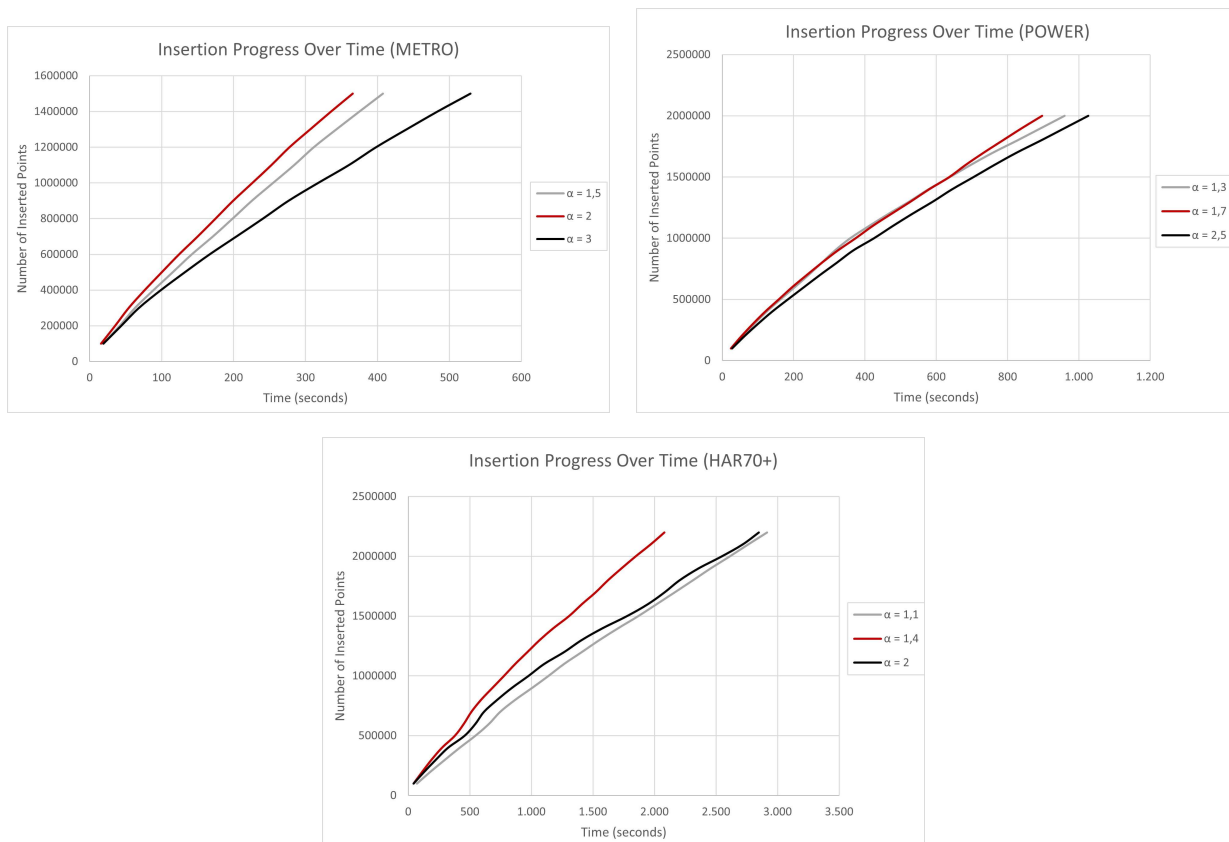 Insertion Progress Over Time (METRO)
Number of Inserted Points
1600000
1400000
1200000
1000000
800000
600000
400000
200000
0
0 100 200 300 400 500 600
Time (seconds)
α = 1,5
α = 2
α = 3
Insertion Progress Over Time (POWER)
Number of Inserted Points
2500000
2000000
1500000
1000000
500000
0
0 200 400 600 800 1.000 1.200
Time (seconds)
α = 1,3
α = 1,7
α = 2,5
Insertion Progress Over Time (HAR70+)
Number of Inserted Points
2500000
2000000
1500000
1000000
500000
0
0 500 1.000 1.500 2.000 2.500 3.000 3.500
Time (seconds)
α = 1,1
α = 1,4
α = 2